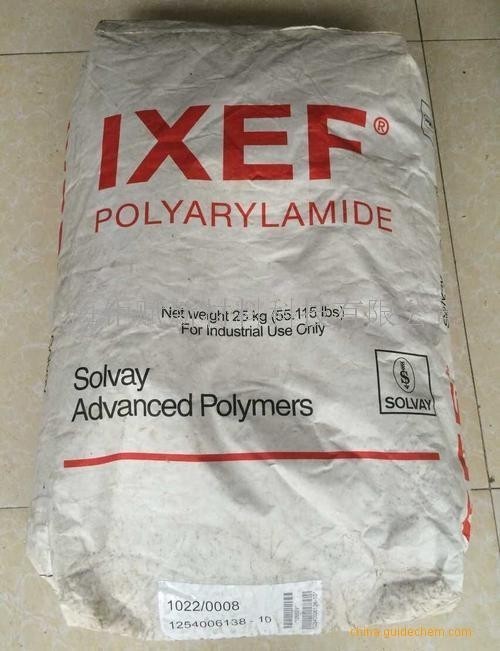 IXEF®
POLYARYLAMIDE
Net weight 25 kg (55.115 lbs)
For Industrial Use Only
Solvay
Advanced Polymers
SOLVAY
1022/0008
1254006138 - 10
china.guidechem.com